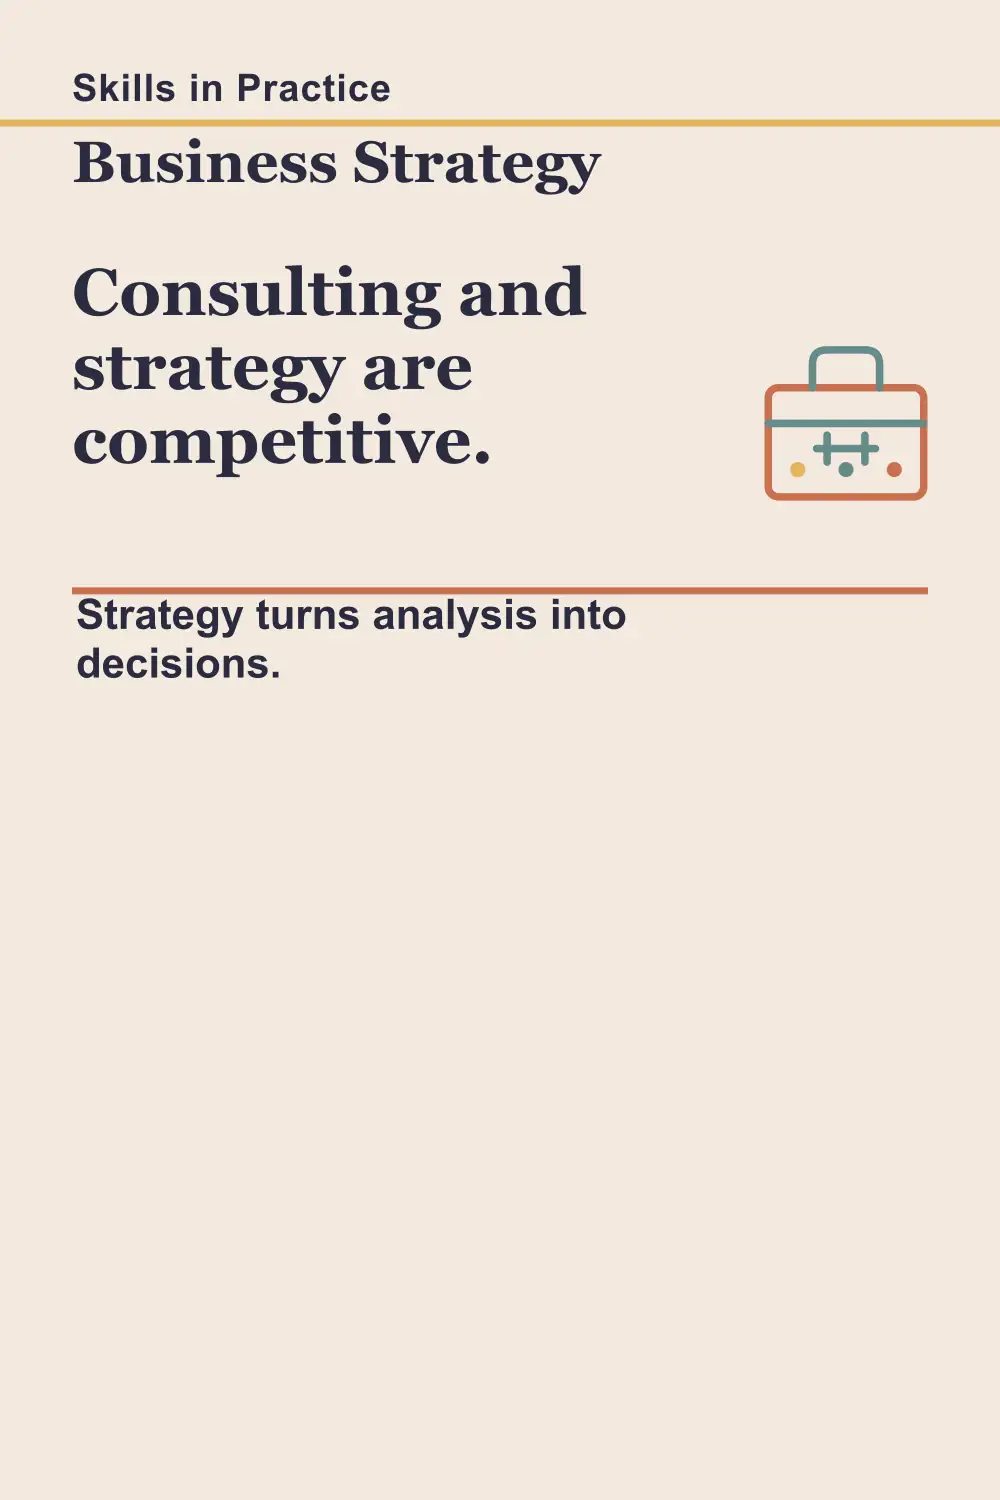 Skills in Practice
Business Strategy
Consulting and
strategy are
competitive.
Strategy turns analysis into
decisions.